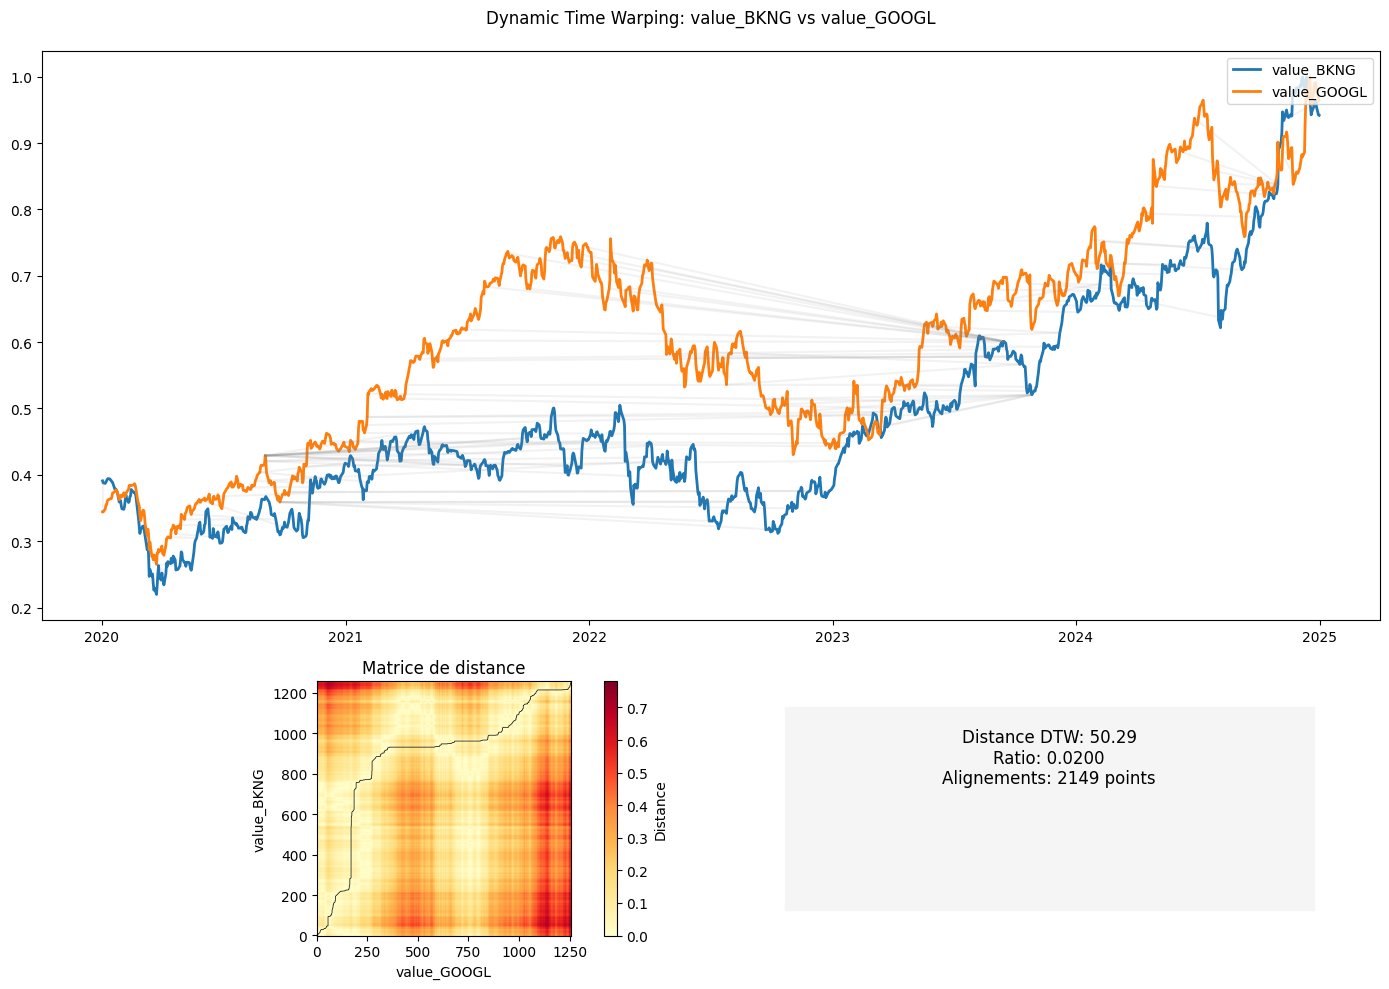 Dynamic Time Warping: value_BKNG vs value_GOOGL
value_BKNG
value_GOOGL
1.0
0.9
0.8
0.7
0.6
0.5
0.4
0.3
0.2
2020 2021 2022 2023 2024 2025
Matrice de distance
value_BKNG
1200
1000
800
600
400
200
0
0 250 500 750 1000 1250
value_GOOGL
0.7
0.6
0.5
0.4
0.3
0.2
0.1
0.0
Distance
Distance DTW: 50.29
Ratio: 0.0200
Alignements: 2149 points